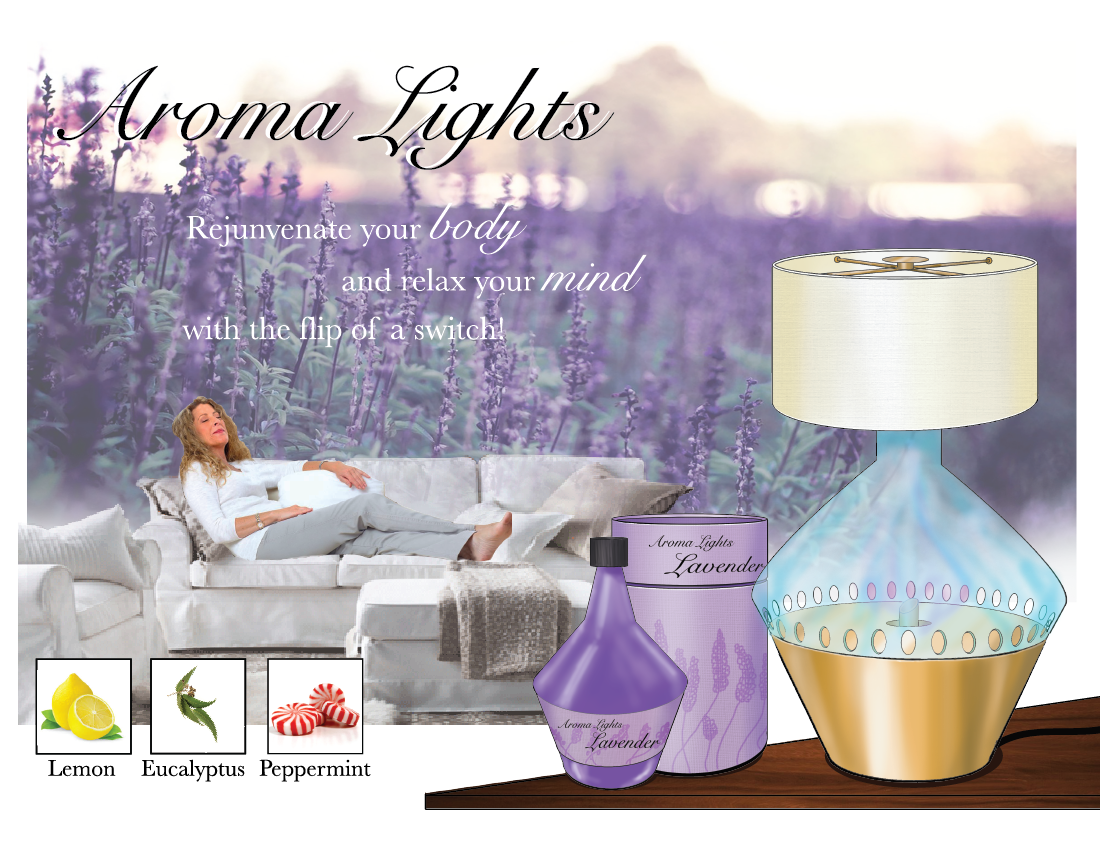 Aroma Lights
Rejunvenate your body
and relax your mind
with the flip of a switch!
Aroma Lights
Lavender
Aroma Lights
Lavender
Lemon
Eucalyptus
Peppermint